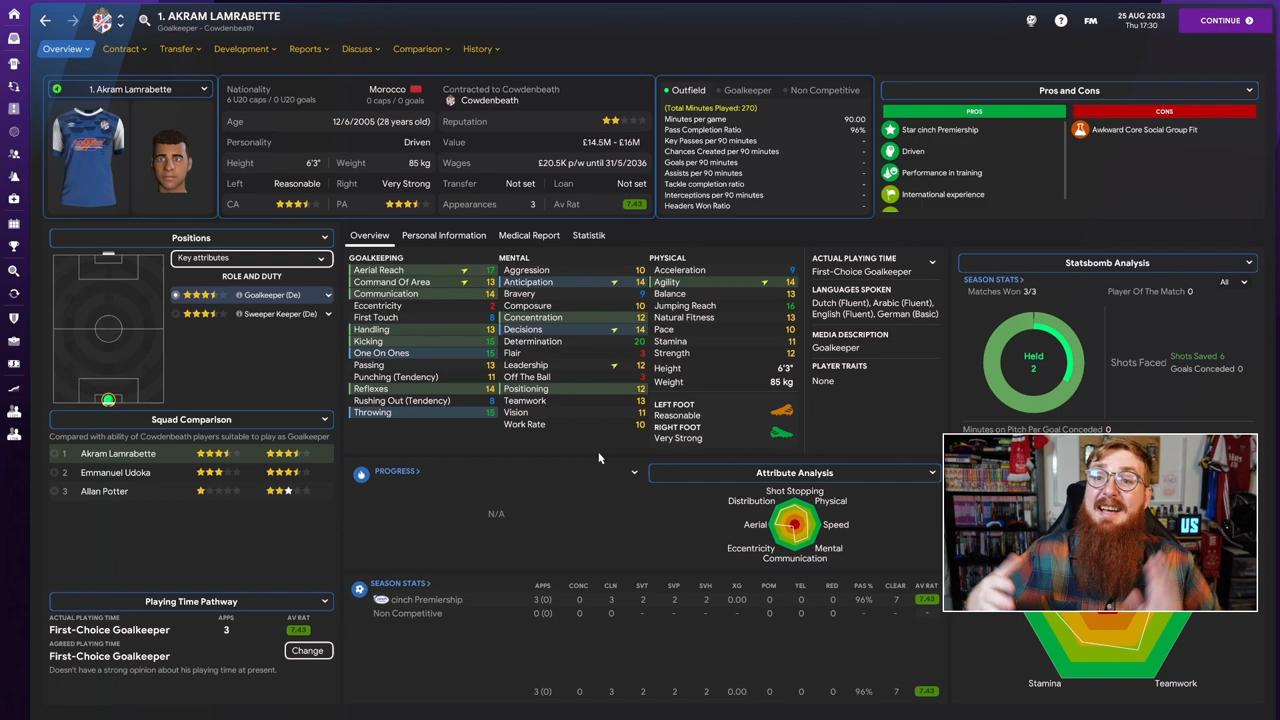 1. AKRAM LAMRABETTE
Goalkeeper - Cowdenbeath
FM
25 AUG 2033
Thu 17:30
CONTINUE
Overview
Contract
Transfer
Development
Reports
Discuss
Comparison
History
1. Akram Lamrabette
Nationality
Morocco
6 U20 caps / 0 U20 goals
0 caps / 0 goals
Age
12/6/2005 (28 years old)
Personality
Driven
Height
6'3"
Weight
85 kg
Left
Reasonable
Right
Very Strong
CA
PA
Contracted to Cowdenbeath
Cowdenbeath
Reputation
Value
£14.5M - £16M
Wages
£20.5K p/w until 31/5/2036
Transfer
Not set
Loan
Not set
Appearances
3
Av Rat
7.43
Outfield
Goalkeeper
Non Competitive
(Total Minutes Played: 270)
Minutes per game
90.00
Pass Completion Ratio
96%
Key Passes per 90 minutes
-
Chances Created per 90 minutes
-
Goals per 90 minutes
-
Assists per 90 minutes
-
Tackle completion ratio
-
Interceptions per 90 minutes
-
Headers Won Ratio
-
Pros and Cons
PROS
CONS
Star cinch Premiership
Driven
Performance in training
International experience
Awkward Core Social Group Fit
Positions
Key attributes
ROLE AND DUTY
Goalkeeper (De)
Sweeper Keeper (De)
Squad Comparison
Compared with ability of Cowdenbeath players suitable to play as Goalkeeper
1 Akram Lamrabette
2 Emmanuel Udoka
3 Allan Potter
Playing Time Pathway
ACTUAL PLAYING TIME
APPS
AV RAT
First-Choice Goalkeeper
3
7.43
AGREED PLAYING TIME
First-Choice Goalkeeper
Change
Doesn't have a strong opinion about his playing time at present.
Overview
Personal Information
Medical Report
Statistik
GOALKEEPING
Aerial Reach 17
Command Of Area 13
Communication 14
Eccentricity 2
First Touch 8
Handling 13
Kicking 15
One On Ones 15
Passing 13
Punching (Tendency) 11
Reflexes 14
Rushing Out (Tendency) 8
Throwing 15
MENTAL
Aggression 10
Anticipation 14
Bravery 9
Composure 10
Concentration 12
Decisions 14
Determination 20
Flair 3
Leadership 12
Off The Ball 3
Positioning 12
Teamwork 13
Vision 11
Work Rate 10
PHYSICAL
Acceleration 9
Agility 14
Balance 13
Jumping Reach 16
Natural Fitness 13
Pace 10
Stamina 11
Strength 12
Height 6'3"
Weight 85 kg
LEFT FOOT
Reasonable
RIGHT FOOT
Very Strong
ACTUAL PLAYING TIME
First-Choice Goalkeeper
LANGUAGES SPOKEN
Dutch (Fluent), Arabic (Fluent),
English (Fluent), German (Basic)
MEDIA DESCRIPTION
Goalkeeper
PLAYER TRAITS
None
PROGRESS >
N/A
Attribute Analysis
Shot Stopping
Physical
Speed
Mental
Communication
Eccentricity
Aerial
Distribution
SEASON STATS >
APPS CONC CLN SVT SVP SVH XG POM YEL RED PAS % CLEAR AV RAT
cinch Premiership 3 (0) 0 3 2 2 2 0.00 0 0 0 96% 7 7.43
Non Competitive 0 (0) 0 - - - - 0 0 0 - - -
3 (0) 0 3 2 2 2 0.00 0 0 0 96% 7 7.43
Statsbomb Analysis
SEASON STATS >
All
Matches Won 3/3
Player Of The Match 0
Held
2
Shots Faced
Shots Saved 6
Goals Conceded 0
Minutes on Pitch Per Goal Conceded 0
US
Stamina
Teamwork